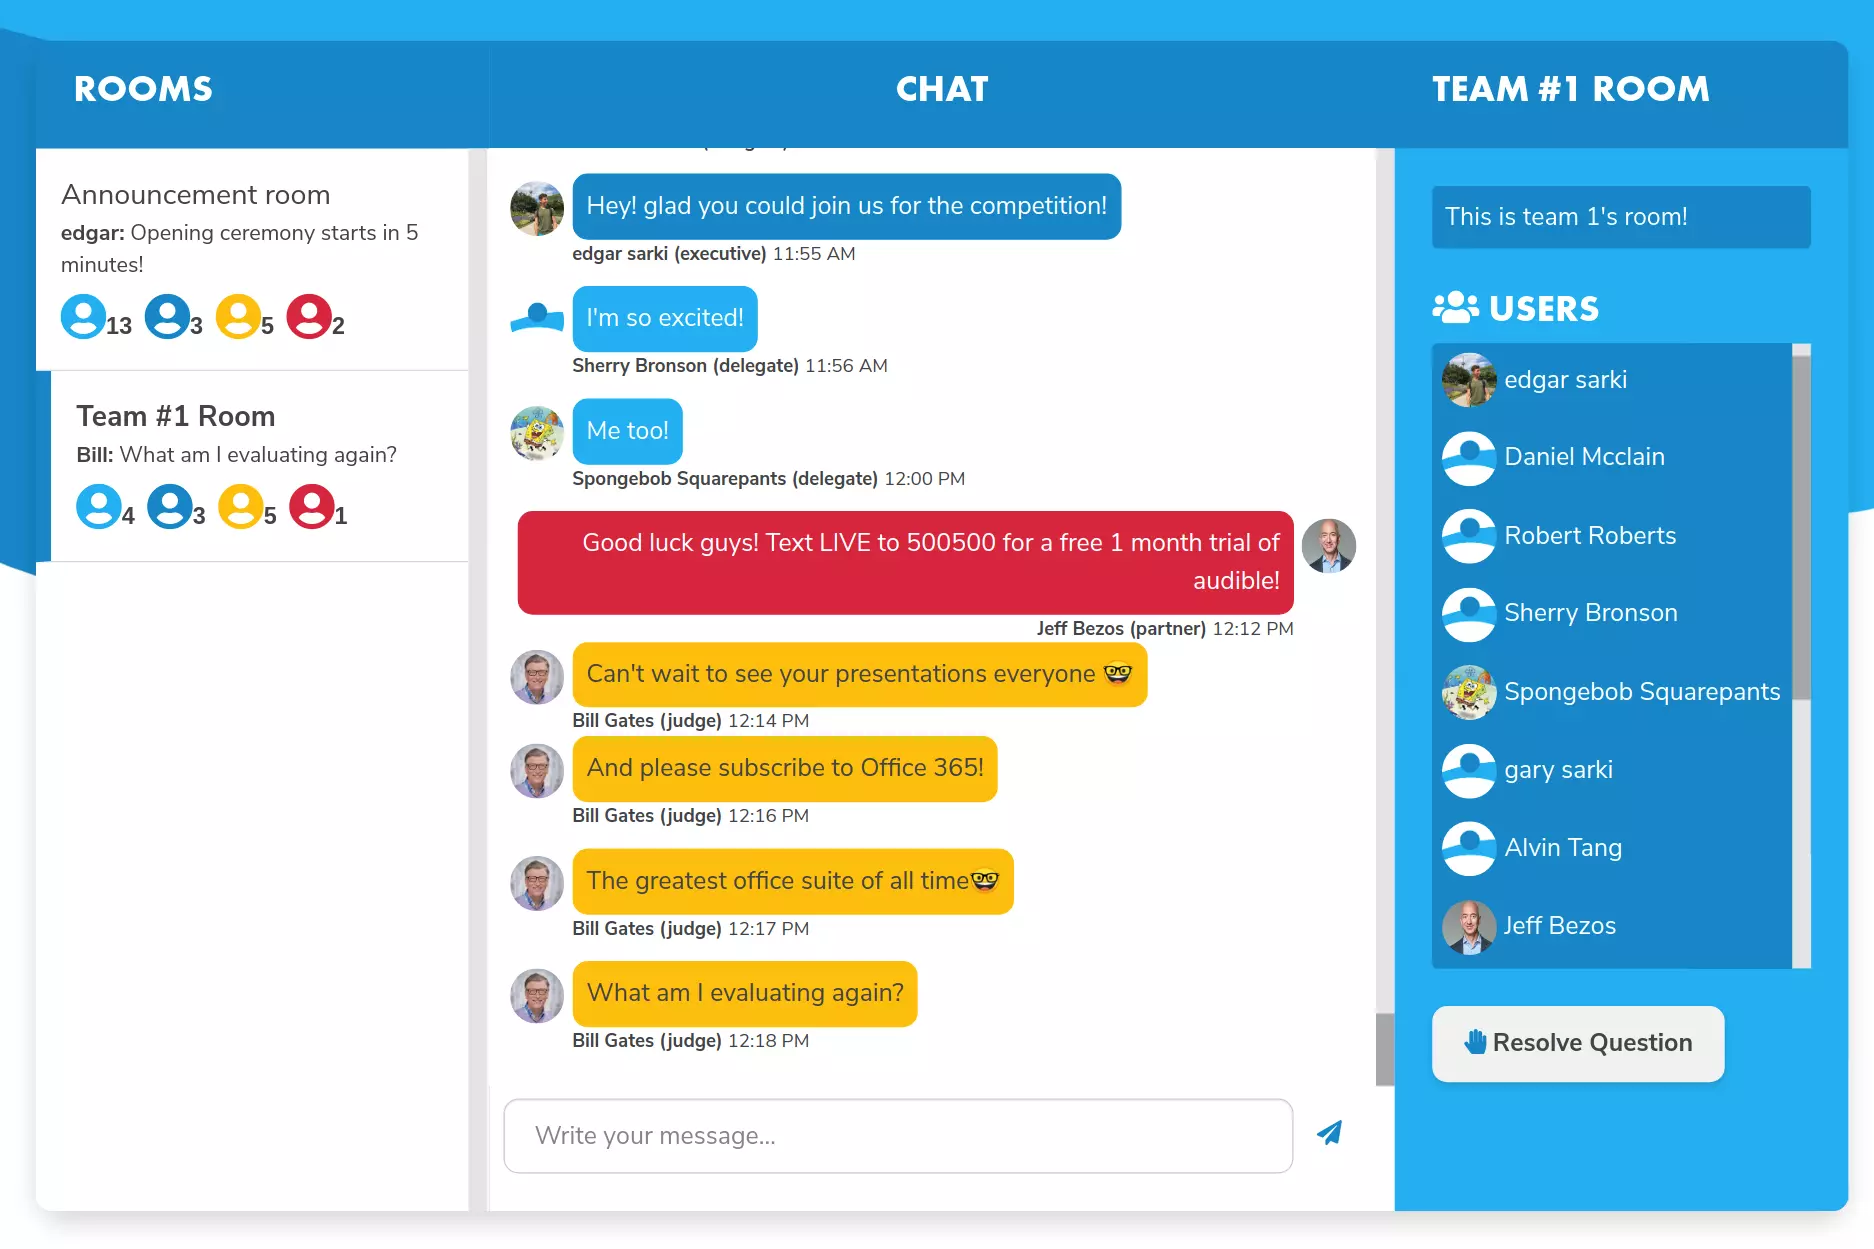 ROOMS
CHAT
TEAM #1 ROOM
Announcement room
edgar: Opening ceremony starts in 5
minutes!
13 3 5 2
Team #1 Room
Bill: What am I evaluating again?
4 3 5 1
Hey! glad you could join us for the competition!
edgar sarki (executive) 11:55 AM
I'm so excited!
Sherry Bronson (delegate) 11:56 AM
Me too!
Spongebob Squarepants (delegate) 12:00 PM
Good luck guys! Text LIVE to 500500 for a free 1 month trial of
audible!
Jeff Bezos (partner) 12:12 PM
Can't wait to see your presentations everyone 🤓
Bill Gates (judge) 12:14 PM
And please subscribe to Office 365!
Bill Gates (judge) 12:16 PM
The greatest office suite of all time🤓
Bill Gates (judge) 12:17 PM
What am I evaluating again?
Bill Gates (judge) 12:18 PM
Write your message...
This is team 1's room!
USERS
edgar sarki
Daniel Mcclain
Robert Roberts
Sherry Bronson
Spongebob Squarepants
gary sarki
Alvin Tang
Jeff Bezos
Resolve Question